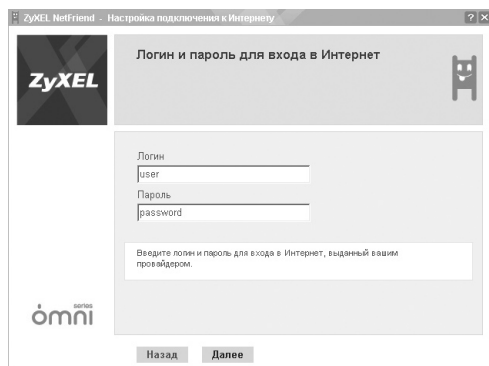 ZyXEL NetFriend - Настройка подключения к Интернету
Логин и пароль для входа в Интернет
ZyXEL
Логин
user
Пароль
password
Введите логин и пароль для входа в Интернет, выданный вашим
провайдером.
omni series
Назад Далее